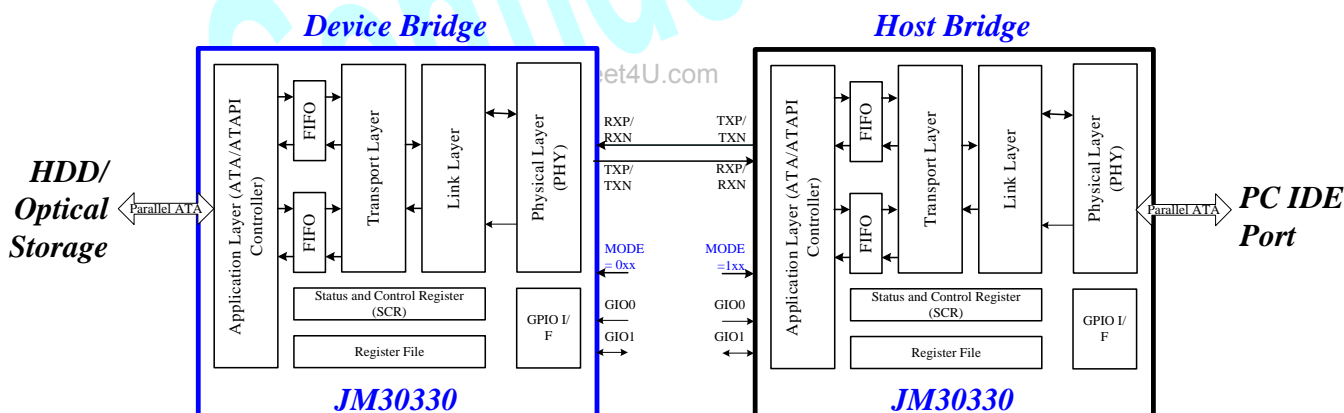 Device Bridge
Host Bridge
et4U.com
HDD/
Optical
Storage
Parallel ATA
Application Layer (ATA/ATAPI
Controller)
FIFO
FIFO
Transport Layer
Link Layer
Physical Layer
(PHY)
Status and Control Register
(SCR)
Register File
GPIO I/
F
JM30330
RXP/
RXN
TXP/
TXN
MODE
= 0xx
GIO0
GIO1
TXP/
TXN
RXP/
RXN
MODE
=1xx
GIO0
GIO1
Application Layer (ATA/ATAPI
Controller)
FIFO
FIFO
Transport Layer
Link Layer
Physical Layer
(PHY)
Status and Control Register
(SCR)
Register File
GPIO I/
F
JM30330
Parallel ATA
PC IDE
Port